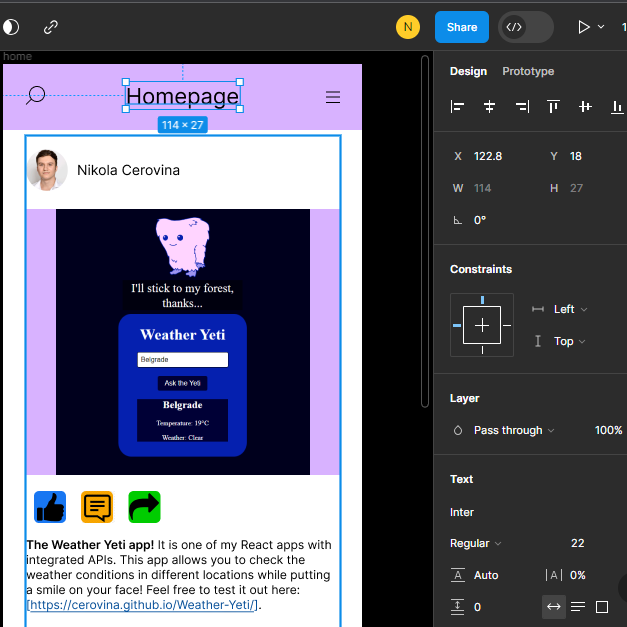 N
Share
</>
1
home
Homepage
114 × 27
Nikola Cerovina
I'll stick to my forest,
thanks...
Weather Yeti
Belgrade
Ask the Yeti
Belgrade
Temperature: 19°C
Weather: Clear
The Weather Yeti app! It is one of my React apps with
integrated APIs. This app allows you to check the
weather conditions in different locations while putting
a smile on your face! Feel free to test it out here:
[https://cerovina.github.io/Weather-Yeti/].
Design Prototype
X 122.8 Y 18
W 114 H 27
0°
Constraints
Left
Top
Layer
Pass through 100%
Text
Inter
Regular 22
A Auto |A| 0%
0